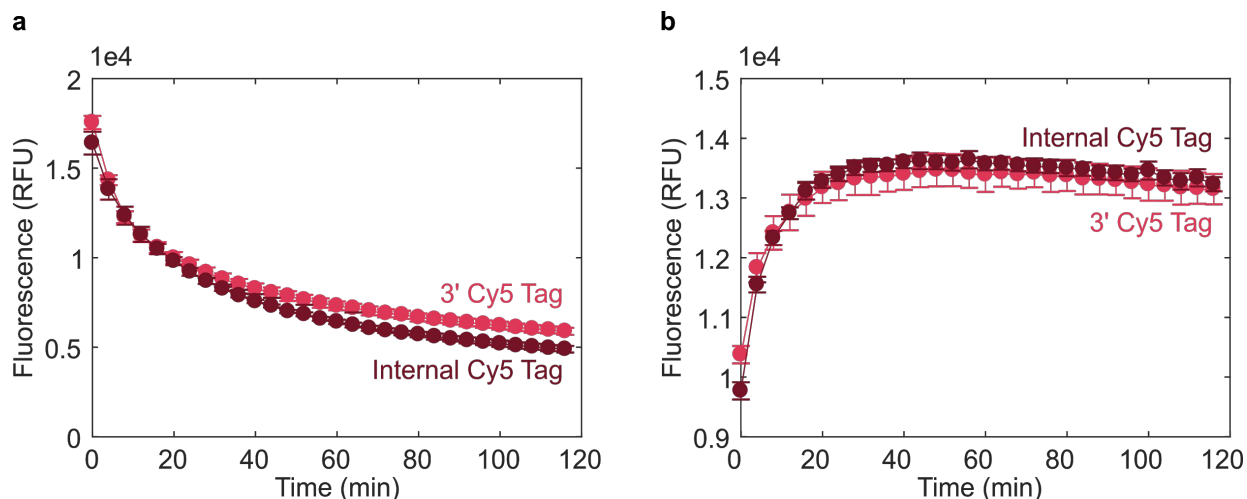 a
1e4
2
1.5
1
0.5
0
Fluorescence (RFU)
3' Cy5 Tag
Internal Cy5 Tag
0 20 40 60 80 100 120
Time (min)
b
1e4
1.5
1.4
1.3
1.2
1.1
1
0.9
Fluorescence (RFU)
Internal Cy5 Tag
3' Cy5 Tag
0 20 40 60 80 100 120
Time (min)